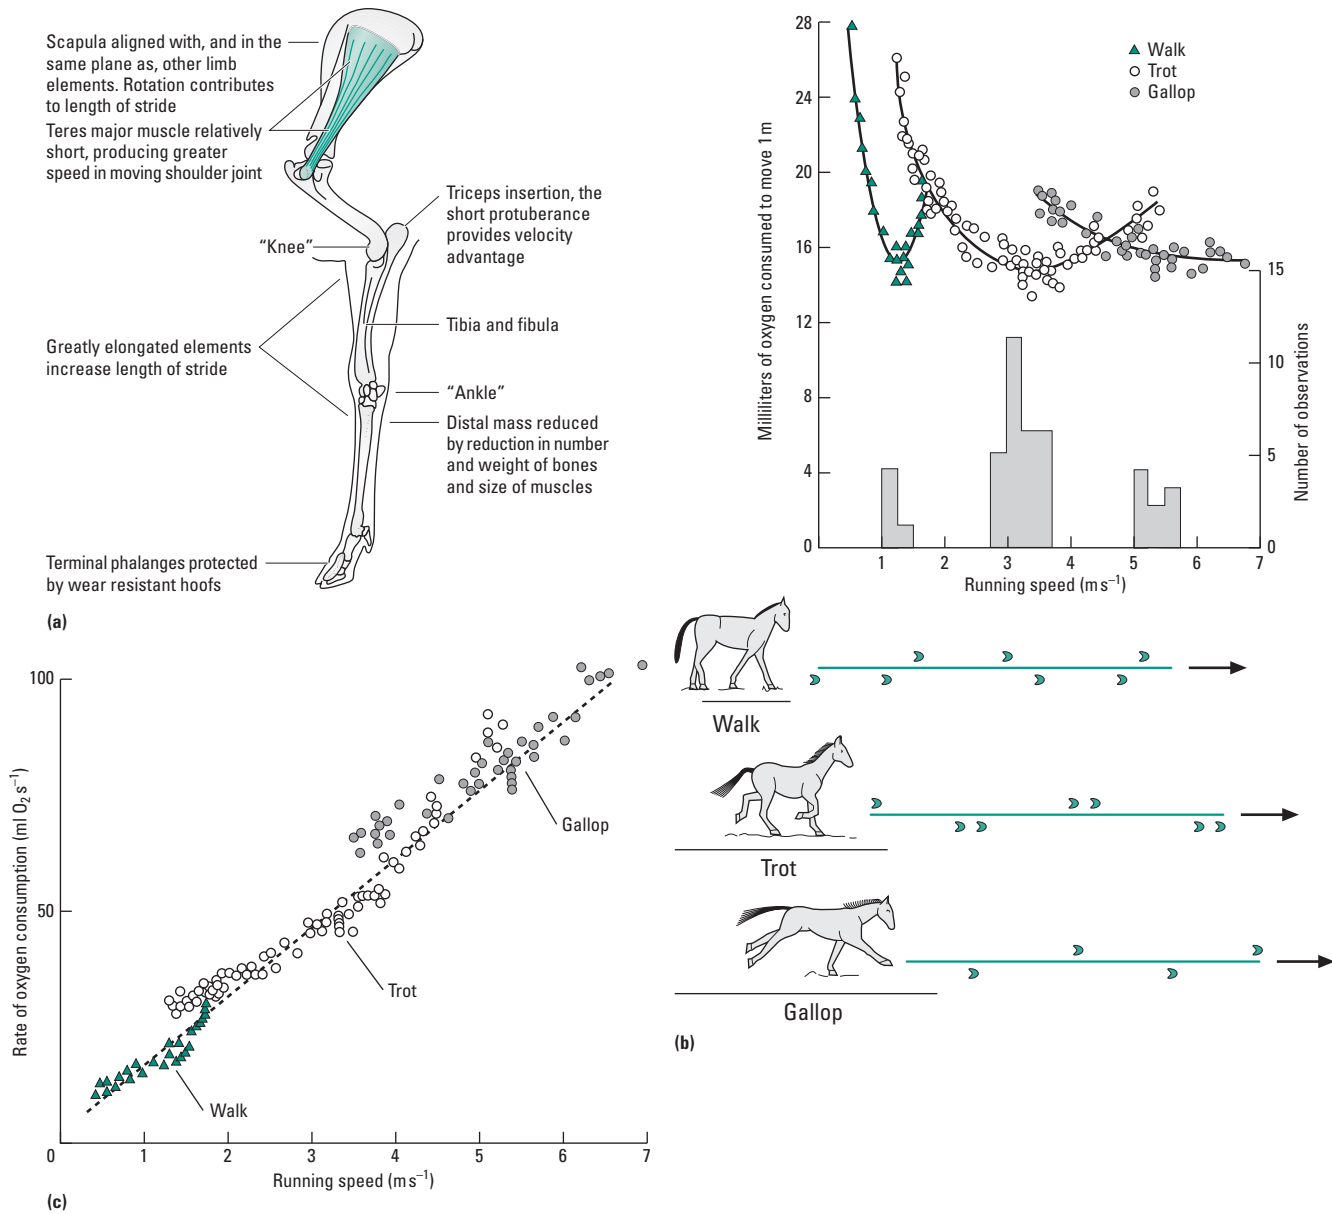 Scapula aligned with, and in the
same plane as, other limb
elements. Rotation contributes
to length of stride
Teres major muscle relatively
short, producing greater
speed in moving shoulder joint
"Knee"
Greatly elongated elements
increase length of stride
Terminal phalanges protected
by wear resistant hoofs
Triceps insertion, the
short protuberance
provides velocity
advantage
Tibia and fibula
"Ankle"
Distal mass reduced
by reduction in number
and weight of bones
and size of muscles
(a)
Milliliters of oxygen consumed to move 1 m
28
24
20
16
12
8
4
0
Walk
Trot
Gallop
15
10
5
0
Number of observations
1 2 3 4 5 6 7
Running speed (m s⁻¹)
Walk
Trot
Gallop
(b)
Rate of oxygen consumption (ml O₂ s⁻¹)
100
50
Gallop
Trot
Walk
0 1 2 3 4 5 6 7
Running speed (m s⁻¹)
(c)